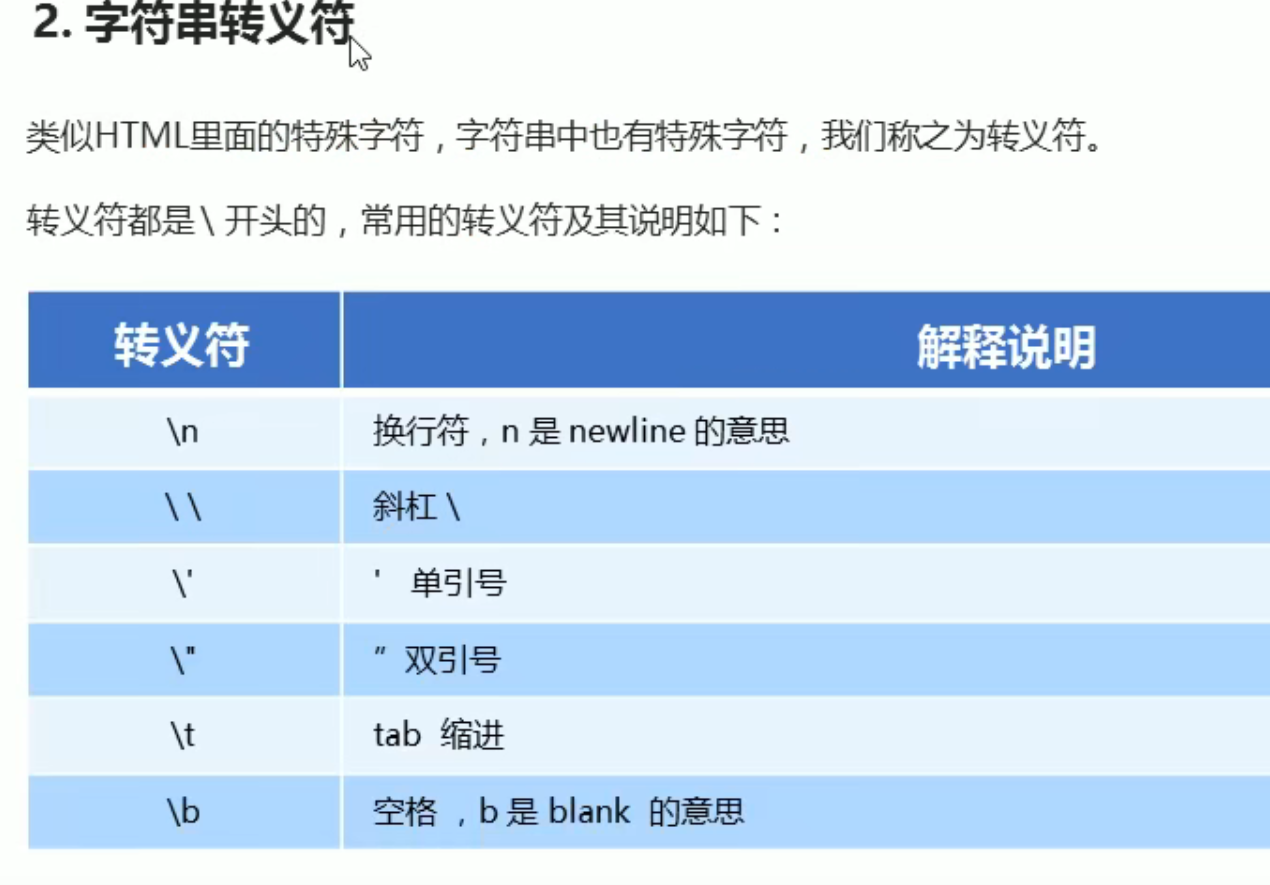 2. 字符串转义符
类似HTML里面的特殊字符，字符串中也有特殊字符，我们称之为转义符。
转义符都是\ 开头的，常用的转义符及其说明如下：
转义符 解释说明
\n 换行符，n 是 newline 的意思
\ \ 斜杠 \
\' ' 单引号
\" ” 双引号
\t tab 缩进
\b 空格 ，b 是 blank 的意思